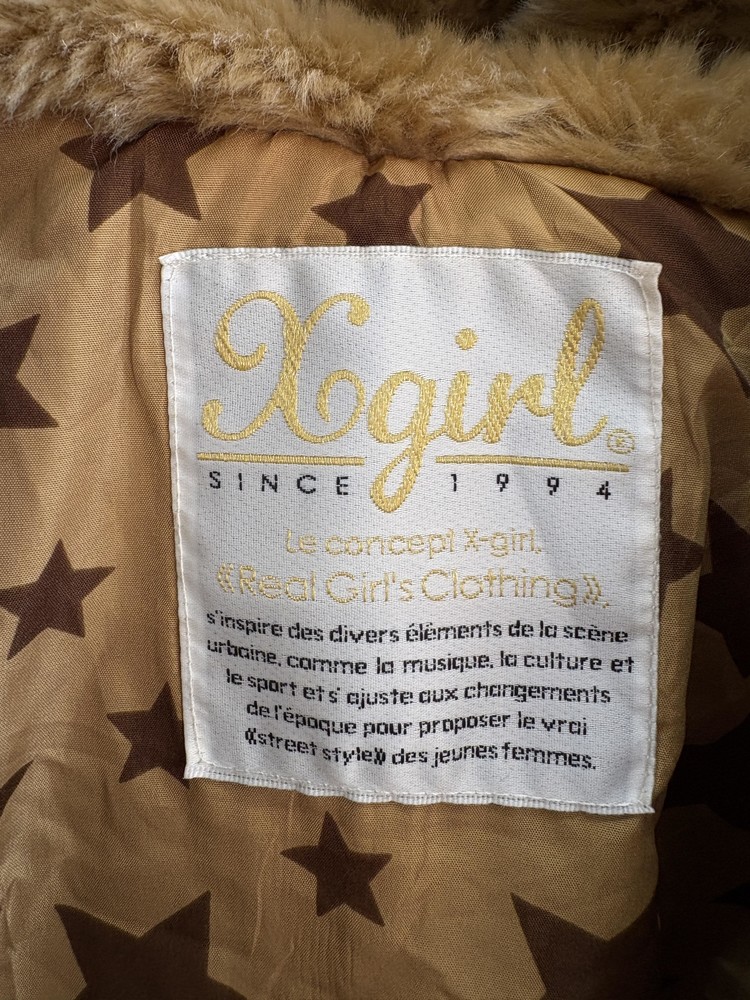 Xgirl®
SINCE 1994
Le concept X-girl.
《Real Girl's Clothing》.
s'inspire des divers éléments de la scène
urbaine, comme la musique, la culture et
le sport et s' ajuste aux changements
de l'époque pour proposer le vrai
《street style》 des jeunes femmes.